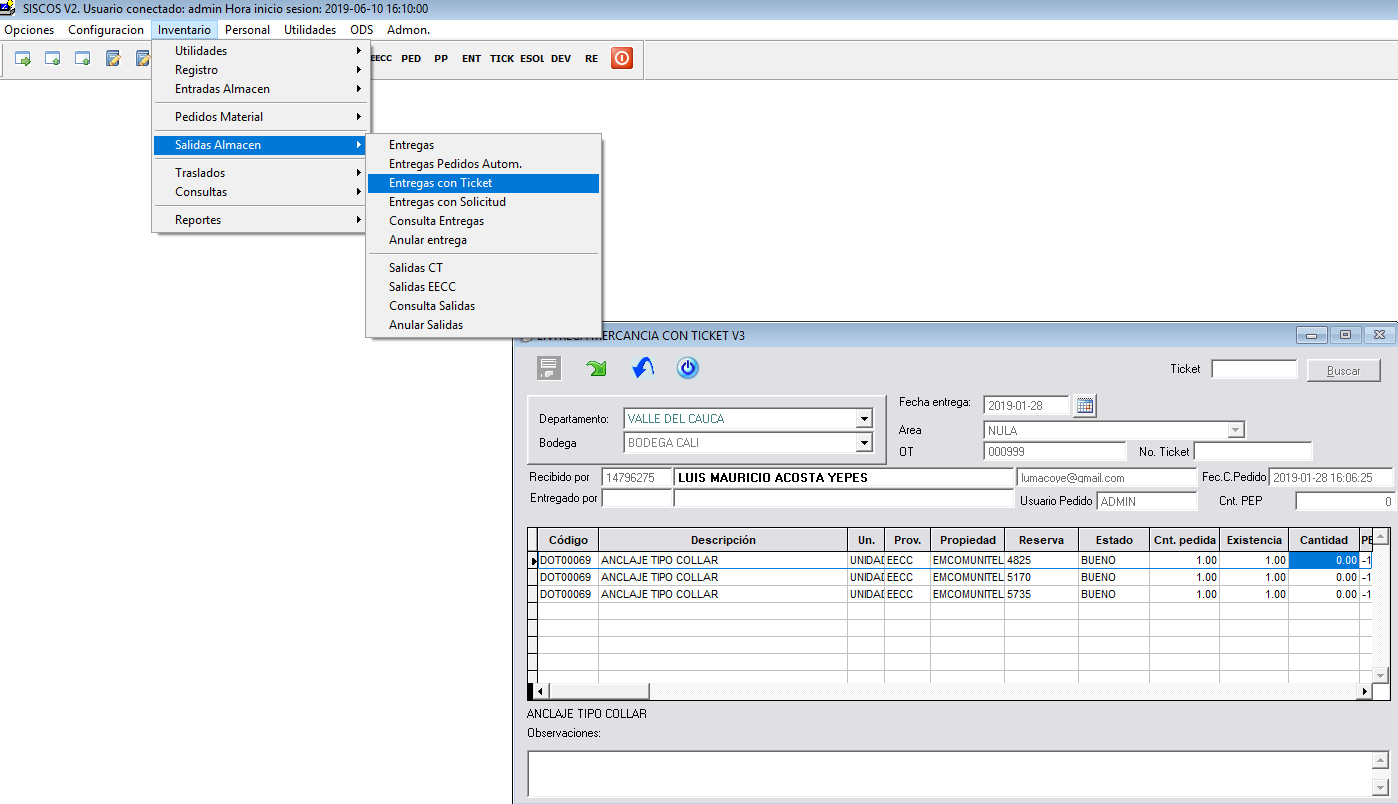 SISCOS V2. Usuario conectado: admin Hora inicio sesion: 2019-06-10 16:10:00
Opciones Configuracion Inventario Personal Utilidades ODS Admon.
EECC PED PP ENT TICK ESOL DEV RE
Utilidades
Registro
Entradas Almacen
Pedidos Material
Salidas Almacen
Traslados
Consultas
Reportes
Entregas
Entregas Pedidos Autom.
Entregas con Ticket
Entregas con Solicitud
Consulta Entregas
Anular entrega
Salidas CT
Salidas EECC
Consulta Salidas
Anular Salidas
ENTREGA MERCANCIA CON TICKET V3
Ticket Buscar
Departamento: VALLE DEL CAUCA
Bodega BODEGA CALI
Fecha entrega: 2019-01-28
Area NULA
OT 000999 No. Ticket
Recibido por 14796275 LUIS MAURICIO ACOSTA YEPES lumacoye@gmail.com Fec.C.Pedido 2019-01-28 16:06:25
Entregado por Usuario Pedido ADMIN Cnt. PEP 0
Código Descripción Un. Prov. Propiedad Reserva Estado Cnt. pedida Existencia Cantidad PE
DOT00069 ANCLAJE TIPO COLLAR UNIDAD EECC EMCOMUNITEL 4825 BUENO 1.00 1.00 0.00 -1
DOT00069 ANCLAJE TIPO COLLAR UNIDAD EECC EMCOMUNITEL 5170 BUENO 1.00 1.00 0.00 -1
DOT00069 ANCLAJE TIPO COLLAR UNIDAD EECC EMCOMUNITEL 5735 BUENO 1.00 1.00 0.00 -1
ANCLAJE TIPO COLLAR
Observaciones: